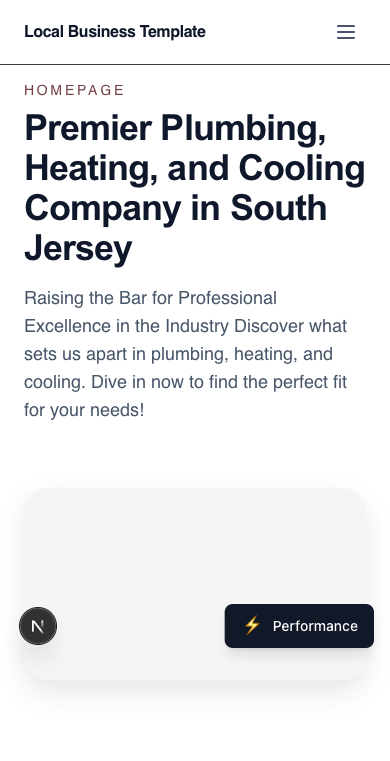 Local Business Template
HOMEPAGE
Premier Plumbing,
Heating, and Cooling
Company in South
Jersey
Raising the Bar for Professional
Excellence in the Industry Discover what
sets us apart in plumbing, heating, and
cooling. Dive in now to find the perfect fit
for your needs!
N
⚡ Performance